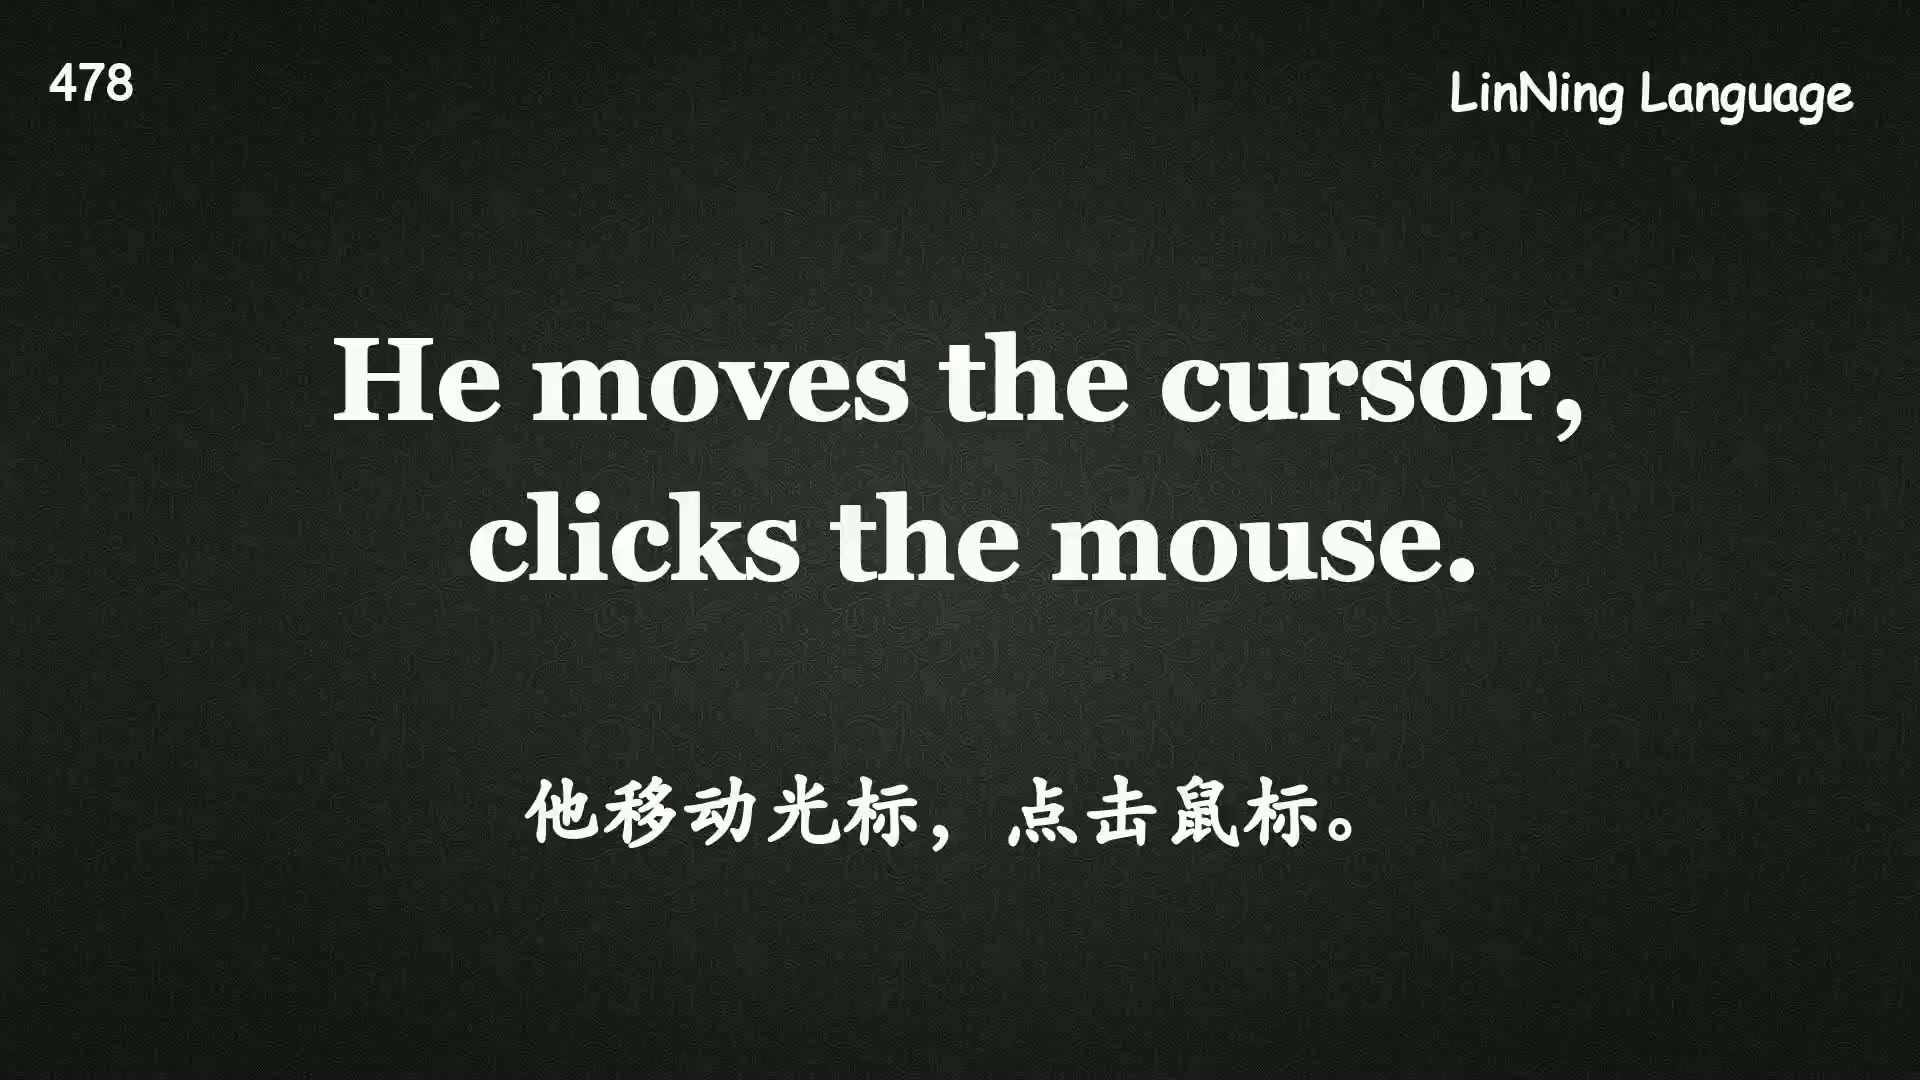 478
LinNing Language
He moves the cursor,
clicks the mouse.
他移动光标，点击鼠标。